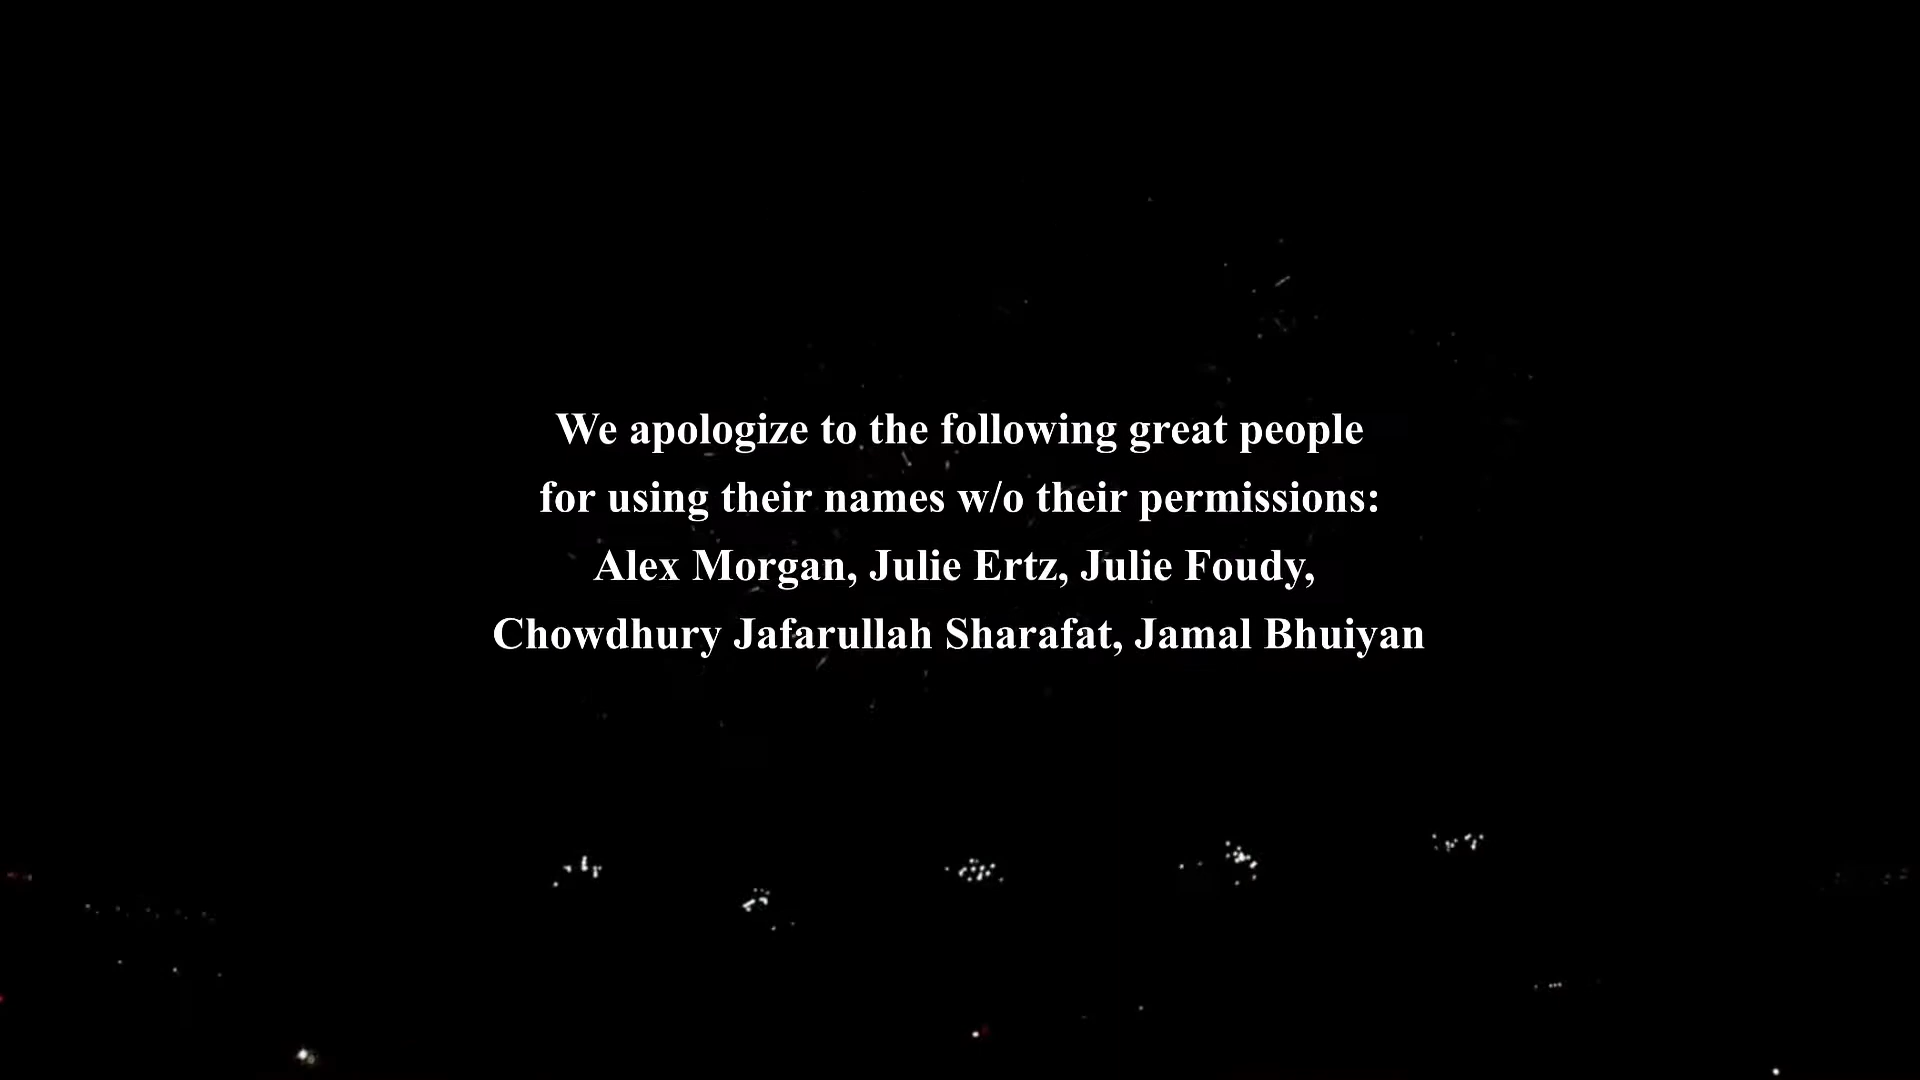 We apologize to the following great people
for using their names w/o their permissions:
Alex Morgan, Julie Ertz, Julie Foudy,
Chowdhury Jafarullah Sharafat, Jamal Bhuiyan